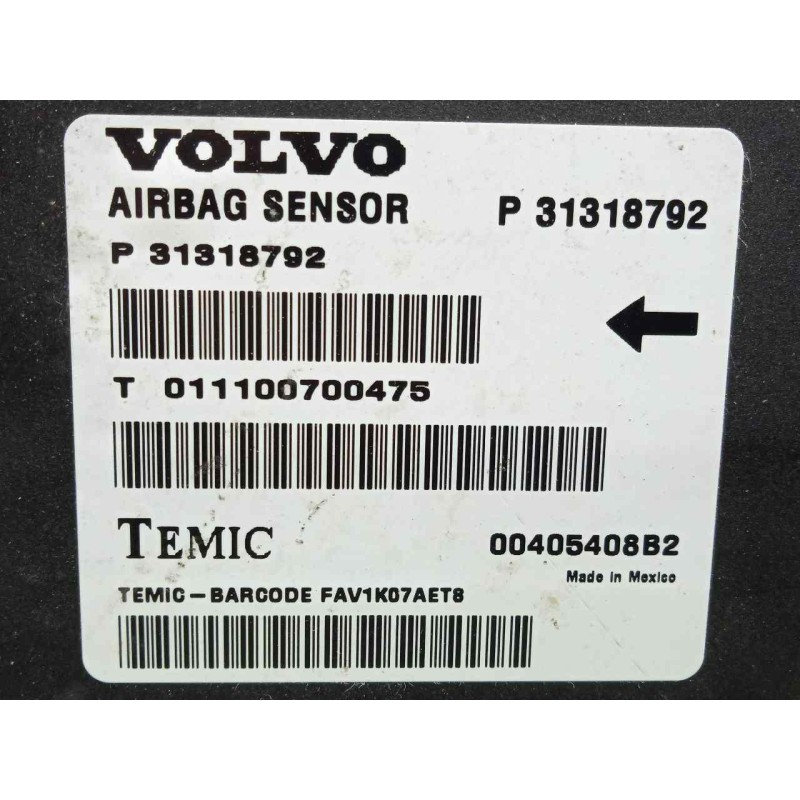 VOLVO
AIRBAG SENSOR P 31318792
P 31318792
T 011100700475
TEMIC 00405408B2
Made in Mexico
TEMIC-BARCODE FAV1K07AET8